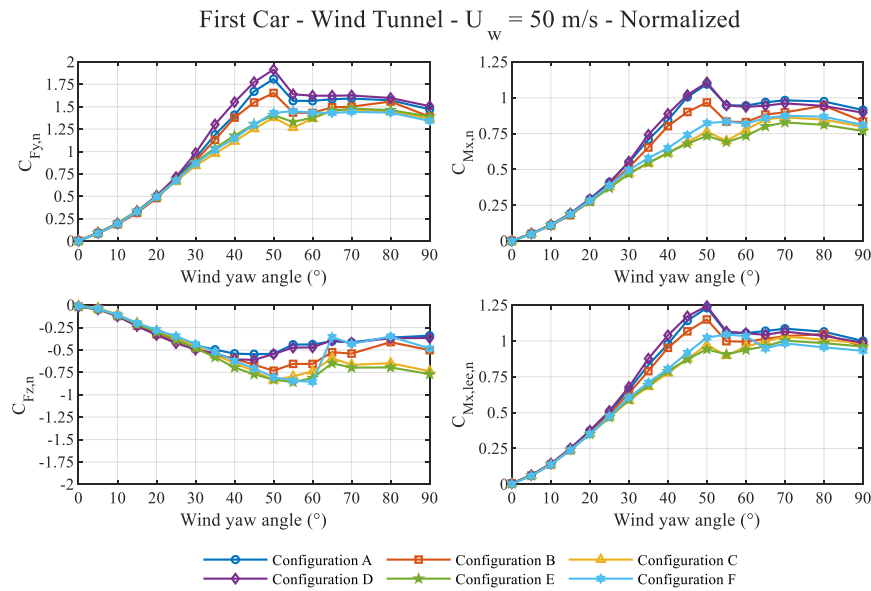 First Car - Wind Tunnel - U_w = 50 m/s - Normalized
2
1.75
1.5
1.25
1
0.75
0.5
0.25
0
C_Fy,n
0 10 20 30 40 50 60 70 80 90
Wind yaw angle (°)
1.25
1
0.75
0.5
0.25
0
C_Mx,n
0 10 20 30 40 50 60 70 80 90
Wind yaw angle (°)
0
-0.25
-0.5
-0.75
-1
-1.25
-1.5
-1.75
-2
C_Fz,n
0 10 20 30 40 50 60 70 80 90
Wind yaw angle (°)
1.25
1
0.75
0.5
0.25
0
C_Mx,lee,n
0 10 20 30 40 50 60 70 80 90
Wind yaw angle (°)
Configuration A Configuration B Configuration C
Configuration D Configuration E Configuration F